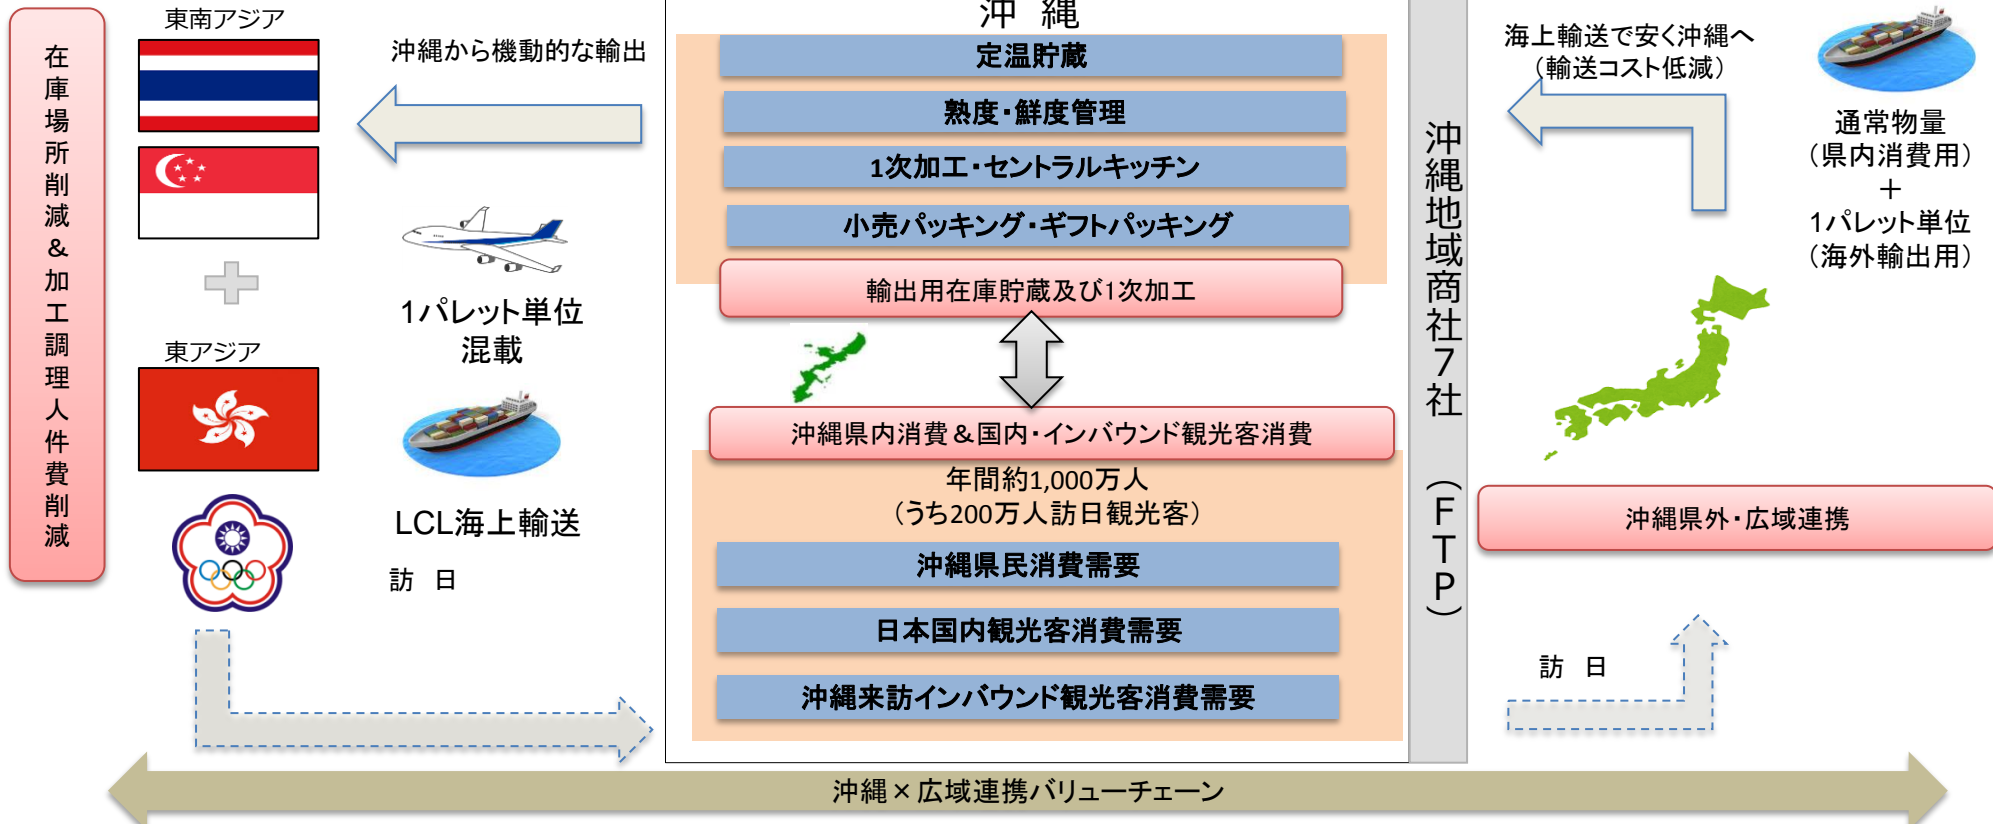 在庫場所削減&加工調理人件費削減
東南アジア
東アジア
沖縄から機動的な輸出
1パレット単位
混載
LCL海上輸送
訪 日
沖 縄
定温貯蔵
熟度・鮮度管理
1次加工・セントラルキッチン
小売パッキング・ギフトパッキング
輸出用在庫貯蔵及び1次加工
沖縄県内消費&国内・インバウンド観光客消費
年間約1,000万人
(うち200万人訪日観光客)
沖縄県民消費需要
日本国内観光客消費需要
沖縄来訪インバウンド観光客消費需要
沖縄地域商社7社 (FTP)
海上輸送で安く沖縄へ
(輸送コスト低減)
通常物量
(県内消費用)
+
1パレット単位
(海外輸出用)
沖縄県外・広域連携
訪 日
沖縄×広域連携バリューチェーン